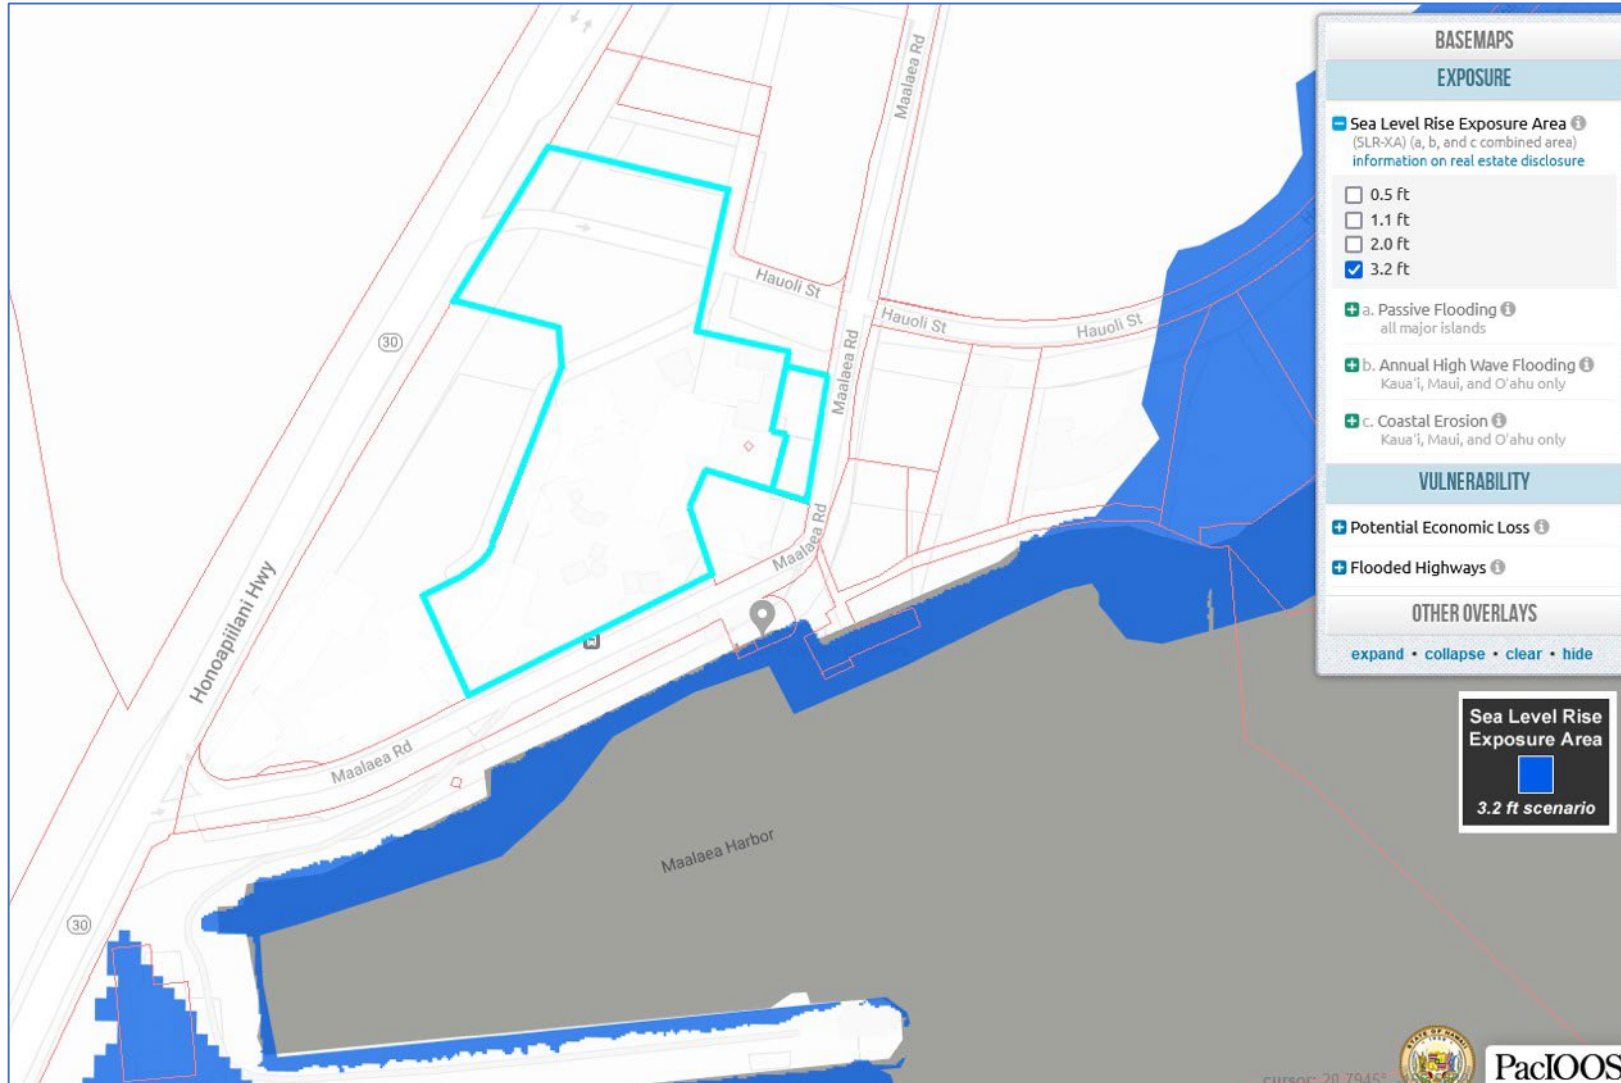 Maalaea Rd
BASEMAPS
EXPOSURE
Sea Level Rise Exposure Area
(SLR-XA) (a, b, and c combined area)
information on real estate disclosure
0.5 ft
1.1 ft
2.0 ft
3.2 ft
a. Passive Flooding
all major islands
b. Annual High Wave Flooding
Kaua'i, Maui, and O'ahu only
c. Coastal Erosion
Kaua'i, Maui, and O'ahu only
VULNERABILITY
Potential Economic Loss
Flooded Highways
OTHER OVERLAYS
expand • collapse • clear • hide
Hauoli St
Hauoli St
Hauoli St
30
Maalaea Rd
Maalaea Rd
Maalaea Rd
Honoapiilani Hwy
Maalaea Rd
Maalaea Harbor
30
Sea Level Rise
Exposure Area
3.2 ft scenario
STATE OF HAWAII
PacIOOS